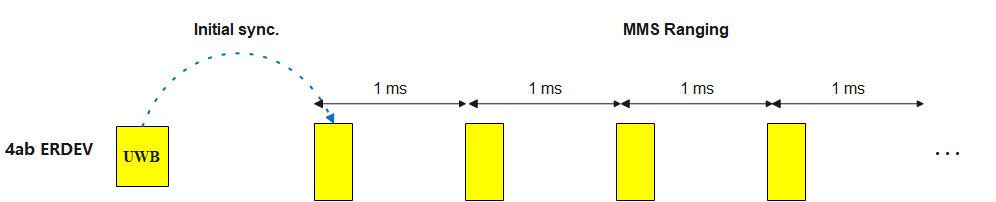 Initial sync.
MMS Ranging
1 ms
1 ms
1 ms
1 ms
4ab ERDEV
UWB
...